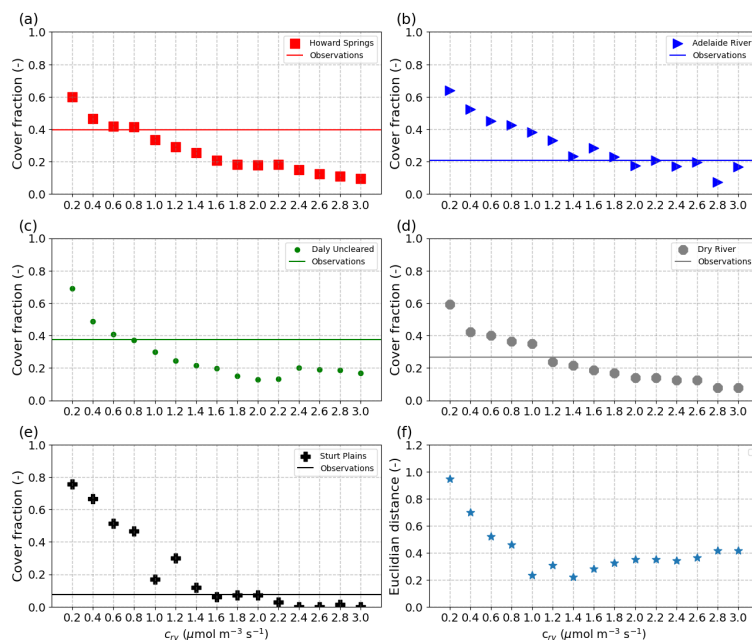 (a)
Cover fraction (-)
1.0
0.8
0.6
0.4
0.2
0.0
Howard Springs
Observations
0.2 0.4 0.6 0.8 1.0 1.2 1.4 1.6 1.8 2.0 2.2 2.4 2.6 2.8 3.0
(b)
Cover fraction (-)
1.0
0.8
0.6
0.4
0.2
0.0
Adelaide River
Observations
0.2 0.4 0.6 0.8 1.0 1.2 1.4 1.6 1.8 2.0 2.2 2.4 2.6 2.8 3.0
(c)
Cover fraction (-)
1.0
0.8
0.6
0.4
0.2
0.0
Daly Uncleared
Observations
0.2 0.4 0.6 0.8 1.0 1.2 1.4 1.6 1.8 2.0 2.2 2.4 2.6 2.8 3.0
(d)
Cover fraction (-)
1.0
0.8
0.6
0.4
0.2
0.0
Dry River
Observations
0.2 0.4 0.6 0.8 1.0 1.2 1.4 1.6 1.8 2.0 2.2 2.4 2.6 2.8 3.0
(e)
Cover fraction (-)
1.0
0.8
0.6
0.4
0.2
0.0
Sturt Plains
Observations
0.2 0.4 0.6 0.8 1.0 1.2 1.4 1.6 1.8 2.0 2.2 2.4 2.6 2.8 3.0
c_rv (μmol m⁻³ s⁻¹)
(f)
Euclidian distance (-)
1.2
1.0
0.8
0.6
0.4
0.2
0.0
0.2 0.4 0.6 0.8 1.0 1.2 1.4 1.6 1.8 2.0 2.2 2.4 2.6 2.8 3.0
c_rv (μmol m⁻³ s⁻¹)